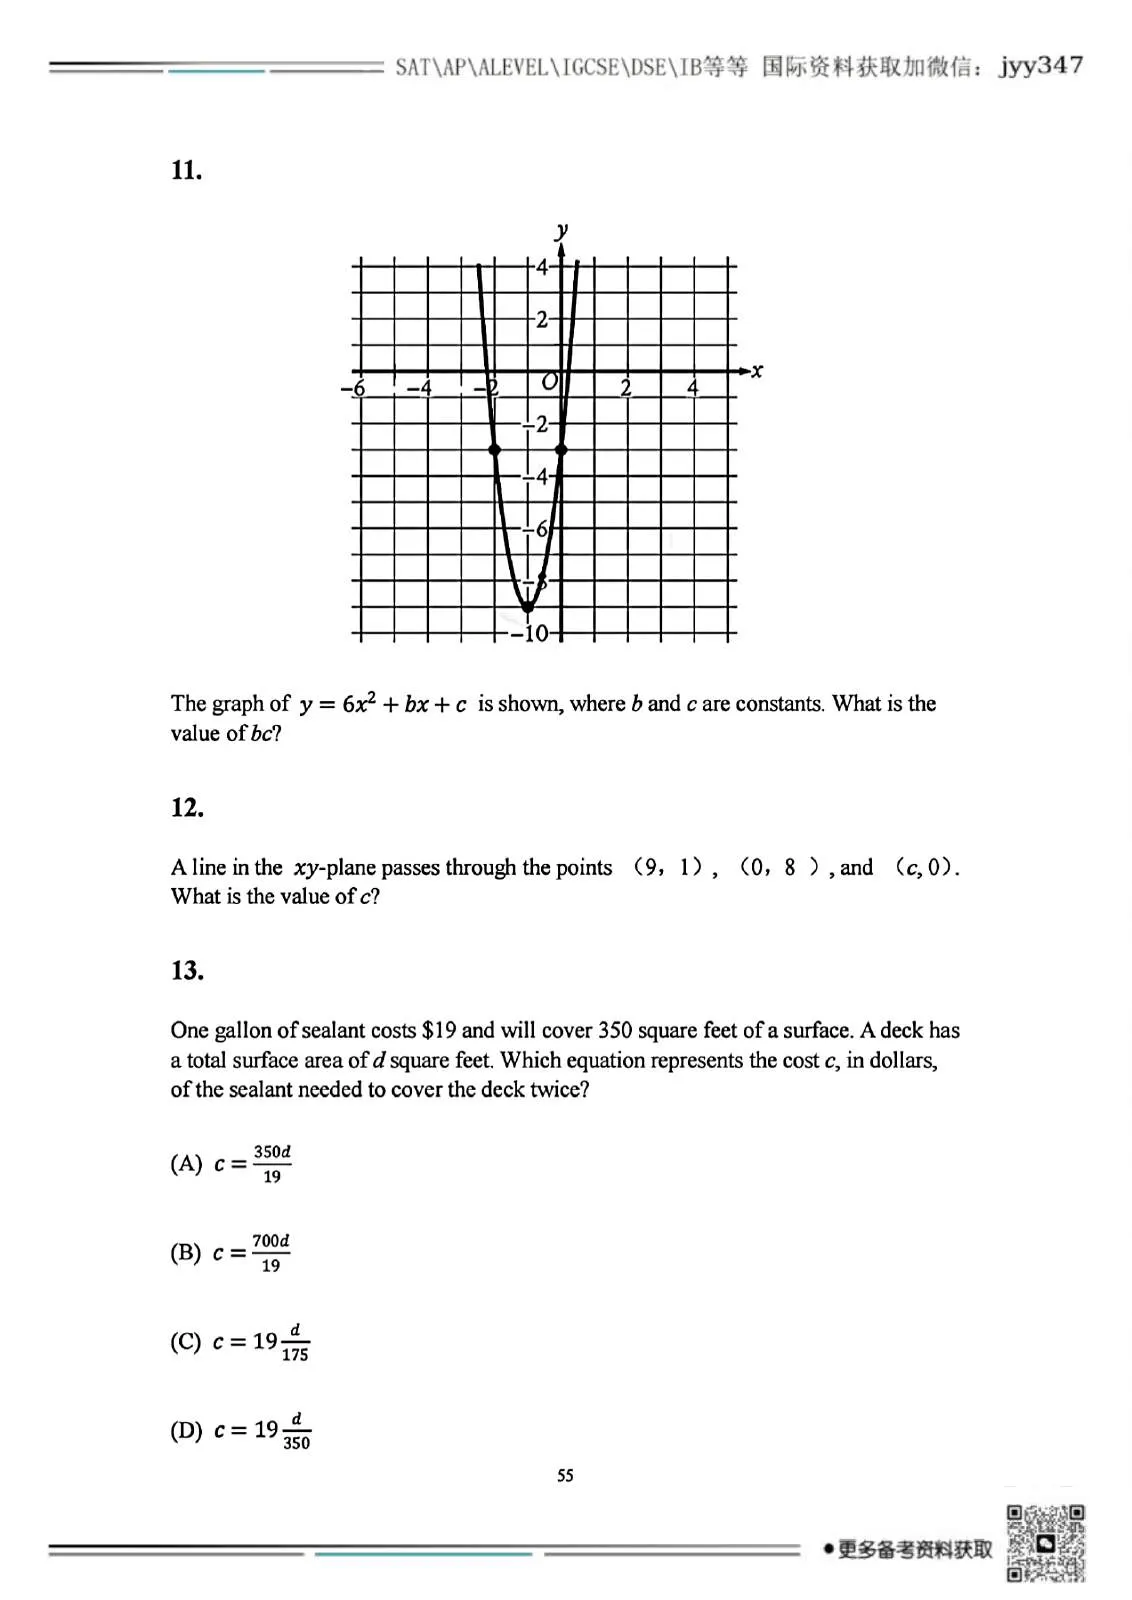 SAT\AP\ALEVEL\IGCSE\DSE\IB等等 国际资料获取加微信：jyy347
11.
y
4
2
-6 -4 -2 O 2 4 x
-2
-4
-6
-8
-10
The graph of y = 6x² + bx + c is shown, where b and c are constants. What is the
value of bc?
12.
A line in the xy-plane passes through the points （9，1），（0，8 ）, and （c, 0）.
What is the value of c?
13.
One gallon of sealant costs $19 and will cover 350 square feet of a surface. A deck has
a total surface area of d square feet. Which equation represents the cost c, in dollars,
of the sealant needed to cover the deck twice?
(A) c = 350d/19
(B) c = 700d/19
(C) c = 19 d/175
(D) c = 19 d/350
55
●更多备考资料获取